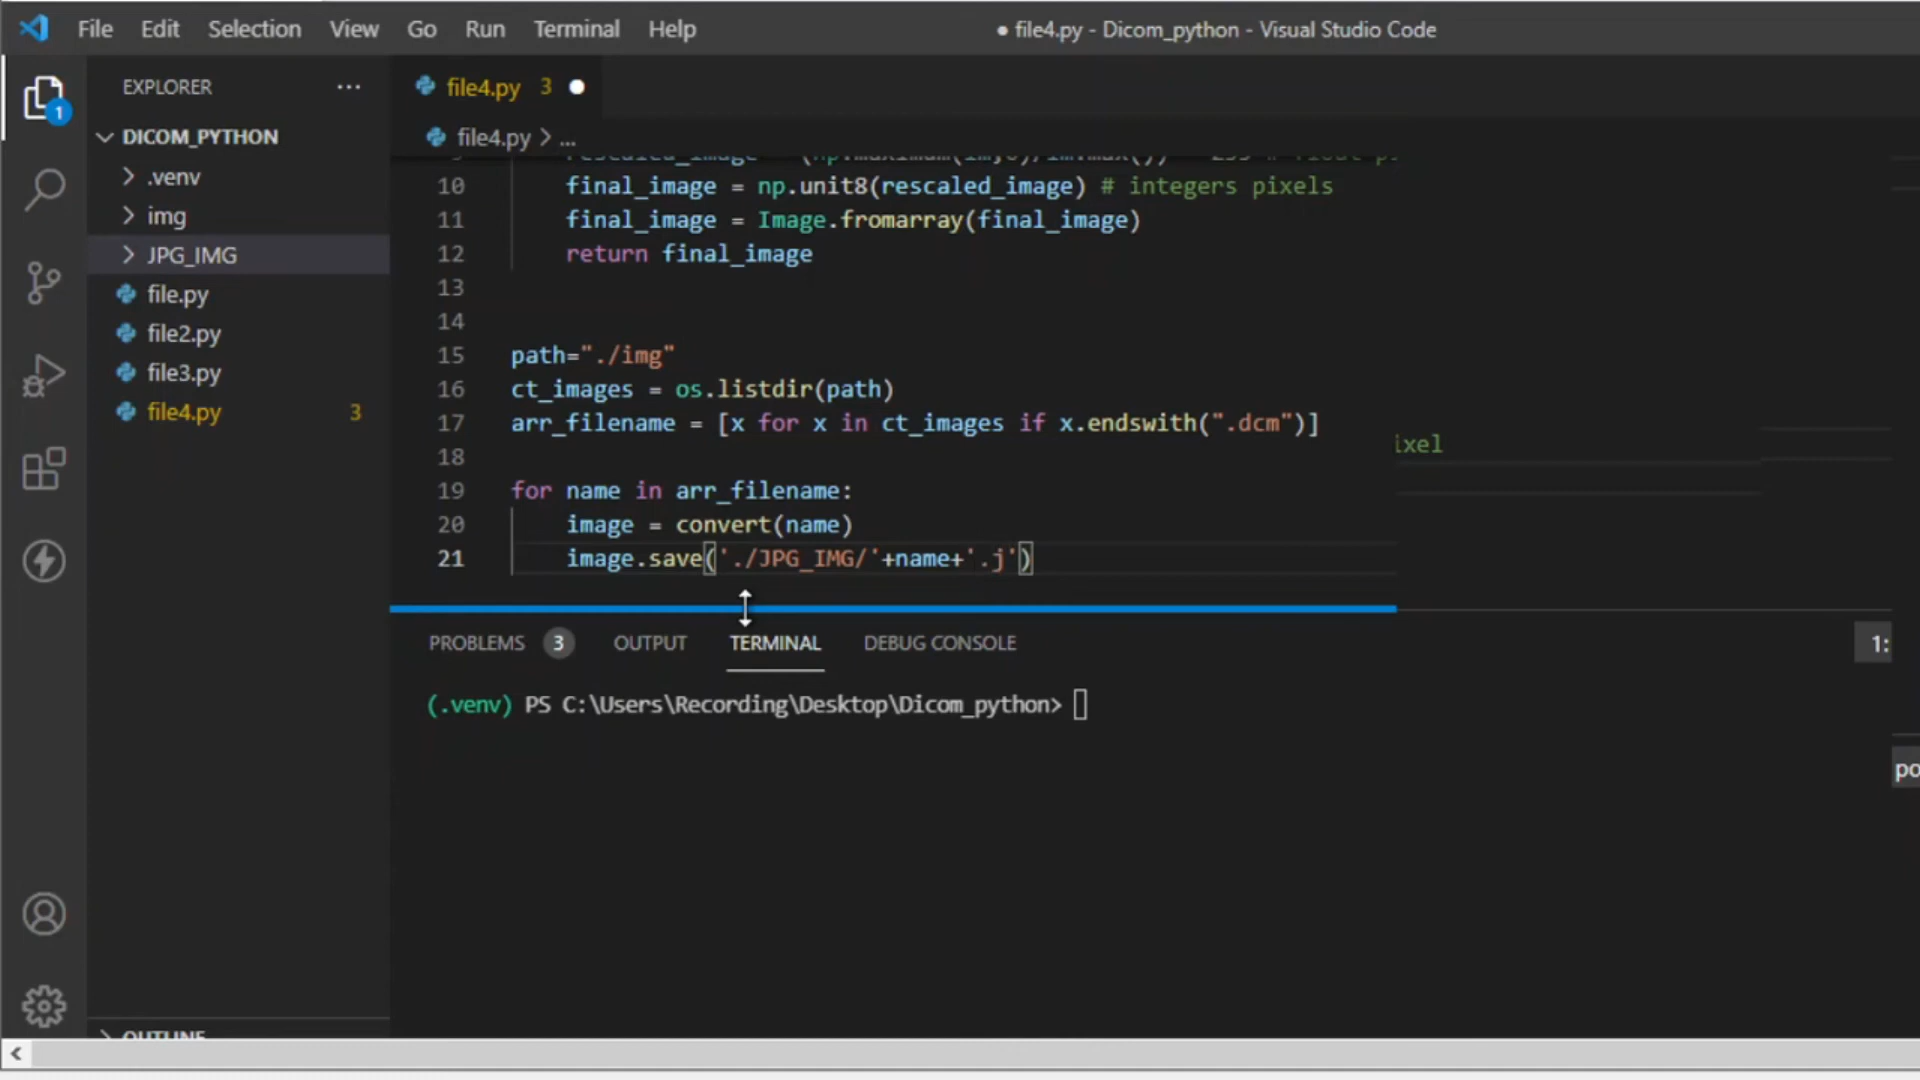 File Edit Selection View Go Run Terminal Help ● file4.py - Dicom_python - Visual Studio Code
EXPLORER ···
file4.py 3 ●
DICOM_PYTHON
.venv
img
JPG_IMG
file.py
file2.py
file3.py
file4.py 3
OUTLINE
1
file4.py > ...
10 final_image = np.unit8(rescaled_image) # integers pixels
11 final_image = Image.fromarray(final_image)
12 return final_image
13
14
15 path="./img"
16 ct_images = os.listdir(path)
17 arr_filename = [x for x in ct_images if x.endswith(".dcm")]
ixel
18
19 for name in arr_filename:
20 image = convert(name)
21 image.save('./JPG_IMG/'+name+'.j')
PROBLEMS 3 OUTPUT TERMINAL DEBUG CONSOLE 1:
(.venv) PS C:\Users\Recording\Desktop\Dicom_python>
po